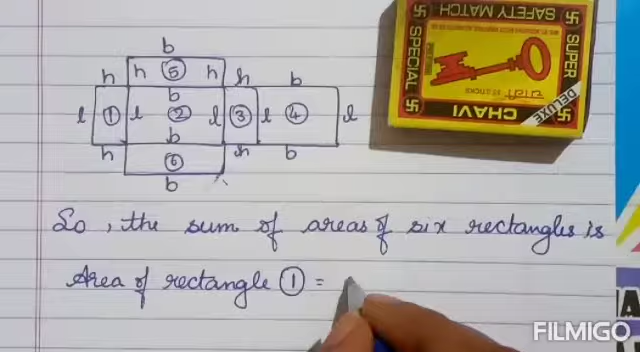 b
h h ⑤ h h b
l ① l b ② b l ③ l ④ l
h h b
⑥
b
So, the sum of areas of six rectangles is
Area of rectangle ① =
SAFETY MATCH
SUPER
SPECIAL
CHAVI
DELUXE
FILMIGO